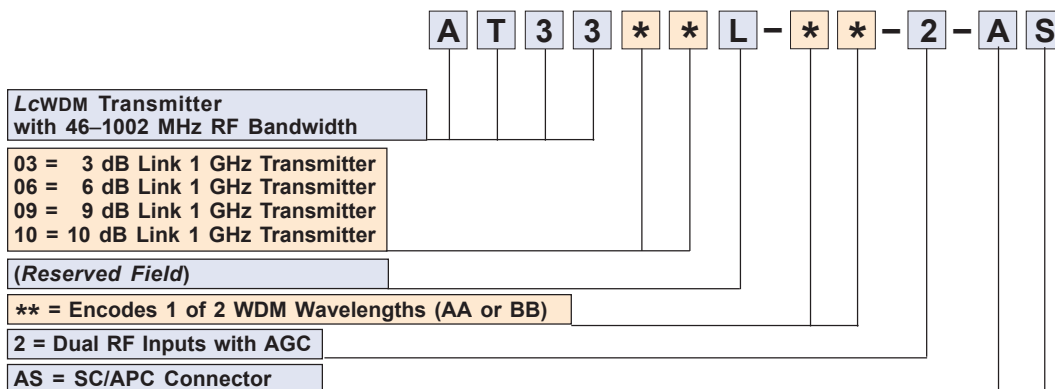 A T 3 3 * * L – * * – 2 – A S
LcWDM Transmitter
with 46–1002 MHz RF Bandwidth
03 = 3 dB Link 1 GHz Transmitter
06 = 6 dB Link 1 GHz Transmitter
09 = 9 dB Link 1 GHz Transmitter
10 = 10 dB Link 1 GHz Transmitter
(Reserved Field)
** = Encodes 1 of 2 WDM Wavelengths (AA or BB)
2 = Dual RF Inputs with AGC
AS = SC/APC Connector